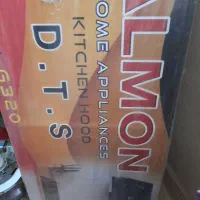 ALMON
OME APPLIANCES
KITCHEN HOOD
D.T.S
G320